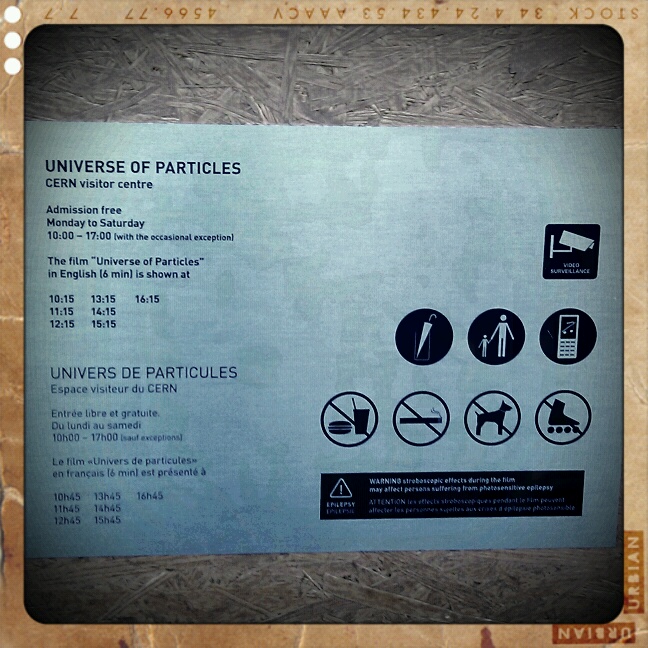 STOCK 34 4.24.434.53.AAACV 4566.77 7 7
UNIVERSE OF PARTICLES
CERN visitor centre
Admission free
Monday to Saturday
10:00 – 17:00 (with the occasional exception)
The film "Universe of Particles"
in English (6 min) is shown at
10:15 13:15 16:15
11:15 14:15
12:15 15:15
UNIVERS DE PARTICULES
Espace visiteur du CERN
Entrée libre et gratuite.
Du lundi au samedi
10h00 – 17h00 (sauf exceptions)
Le film «Univers de particules»
en français (6 min) est présenté à
10h45 13h45 16h45
11h45 14h45
12h45 15h45
VIDEO
SURVEILLANCE
EPILEPSY
EPILEPSIE
WARNING stroboscopic effects during the film
may affect persons suffering from photosensitive epilepsy
ATTENTION les effets stroboscopiques pendant le film peuvent
affecter les personnes sujettes aux crises d'épilepsie photosensible
URBIAN
URBIAN